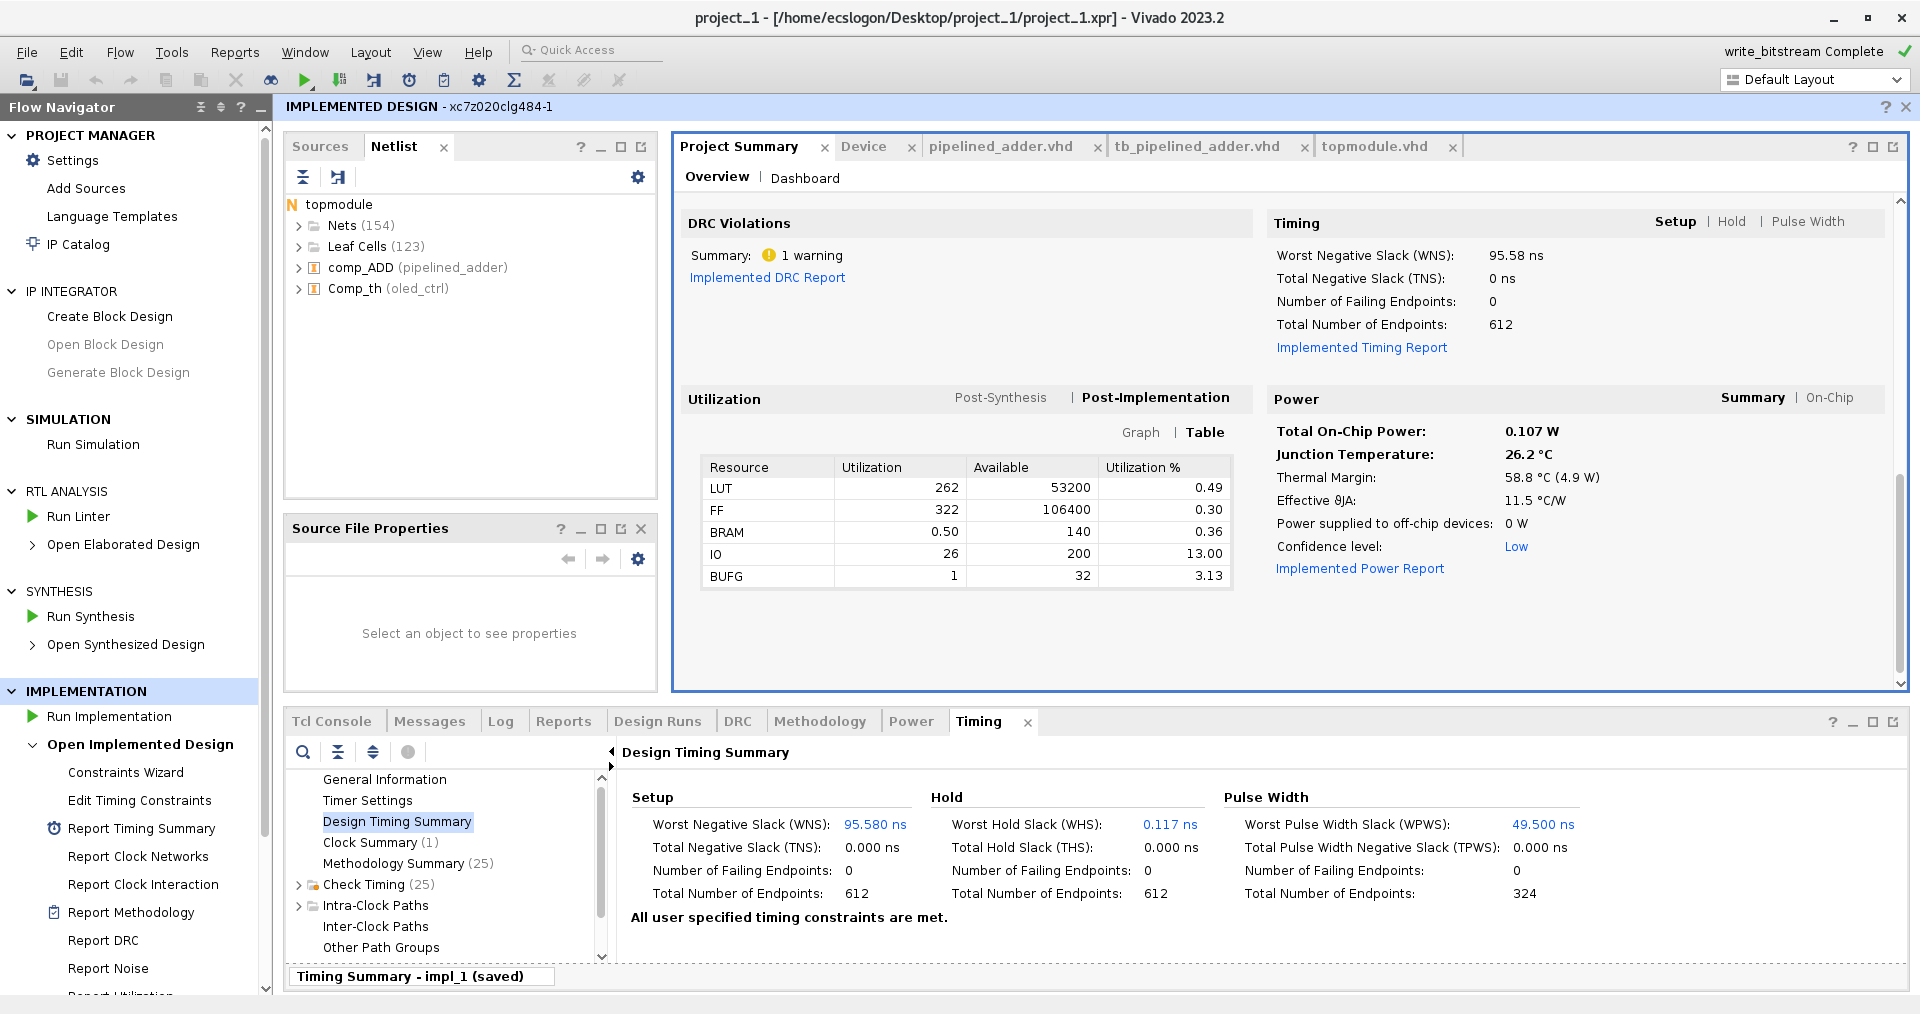 project_1 - [/home/ecslogon/Desktop/project_1/project_1.xpr] - Vivado 2023.2
File Edit Flow Tools Reports Window Layout View Help Quick Access
write_bitstream Complete
Default Layout
Flow Navigator
PROJECT MANAGER
Settings
Add Sources
Language Templates
IP Catalog
IP INTEGRATOR
Create Block Design
Open Block Design
Generate Block Design
SIMULATION
Run Simulation
RTL ANALYSIS
Run Linter
Open Elaborated Design
SYNTHESIS
Run Synthesis
Open Synthesized Design
IMPLEMENTATION
Run Implementation
Open Implemented Design
Constraints Wizard
Edit Timing Constraints
Report Timing Summary
Report Clock Networks
Report Clock Interaction
Report Methodology
Report DRC
Report Noise
IMPLEMENTED DESIGN - xc7z020clg484-1
Sources Netlist
N topmodule
Nets (154)
Leaf Cells (123)
comp_ADD (pipelined_adder)
Comp_th (oled_ctrl)
Source File Properties
Select an object to see properties
Project Summary Device pipelined_adder.vhd tb_pipelined_adder.vhd topmodule.vhd
Overview | Dashboard
DRC Violations
Summary: 1 warning
Implemented DRC Report
Timing Setup | Hold | Pulse Width
Worst Negative Slack (WNS): 95.58 ns
Total Negative Slack (TNS): 0 ns
Number of Failing Endpoints: 0
Total Number of Endpoints: 612
Implemented Timing Report
Utilization Post-Synthesis | Post-Implementation
Graph | Table
Resource Utilization Available Utilization %
LUT 262 53200 0.49
FF 322 106400 0.30
BRAM 0.50 140 0.36
IO 26 200 13.00
BUFG 1 32 3.13
Power Summary | On-Chip
Total On-Chip Power: 0.107 W
Junction Temperature: 26.2 °C
Thermal Margin: 58.8 °C (4.9 W)
Effective ϑJA: 11.5 °C/W
Power supplied to off-chip devices: 0 W
Confidence level: Low
Implemented Power Report
Tcl Console Messages Log Reports Design Runs DRC Methodology Power Timing
General Information
Timer Settings
Design Timing Summary
Clock Summary (1)
Methodology Summary (25)
Check Timing (25)
Intra-Clock Paths
Inter-Clock Paths
Other Path Groups
Design Timing Summary
Setup Hold Pulse Width
Worst Negative Slack (WNS): 95.580 ns Worst Hold Slack (WHS): 0.117 ns Worst Pulse Width Slack (WPWS): 49.500 ns
Total Negative Slack (TNS): 0.000 ns Total Hold Slack (THS): 0.000 ns Total Pulse Width Negative Slack (TPWS): 0.000 ns
Number of Failing Endpoints: 0 Number of Failing Endpoints: 0 Number of Failing Endpoints: 0
Total Number of Endpoints: 612 Total Number of Endpoints: 612 Total Number of Endpoints: 324
All user specified timing constraints are met.
Timing Summary - impl_1 (saved)